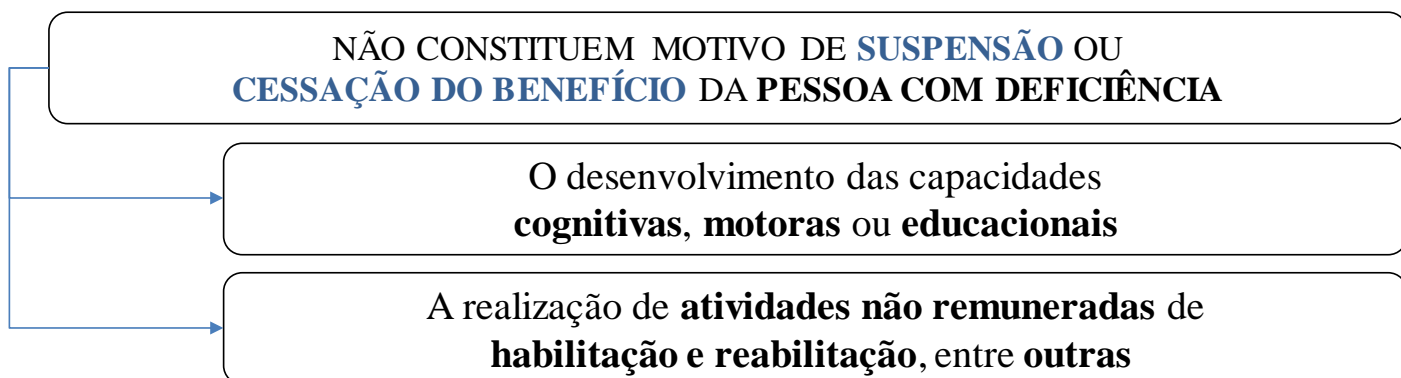 NÃO CONSTITUEM MOTIVO DE SUSPENSÃO OU
CESSAÇÃO DO BENEFÍCIO DA PESSOA COM DEFICIÊNCIA
O desenvolvimento das capacidades
cognitivas, motoras ou educacionais
A realização de atividades não remuneradas de
habilitação e reabilitação, entre outras